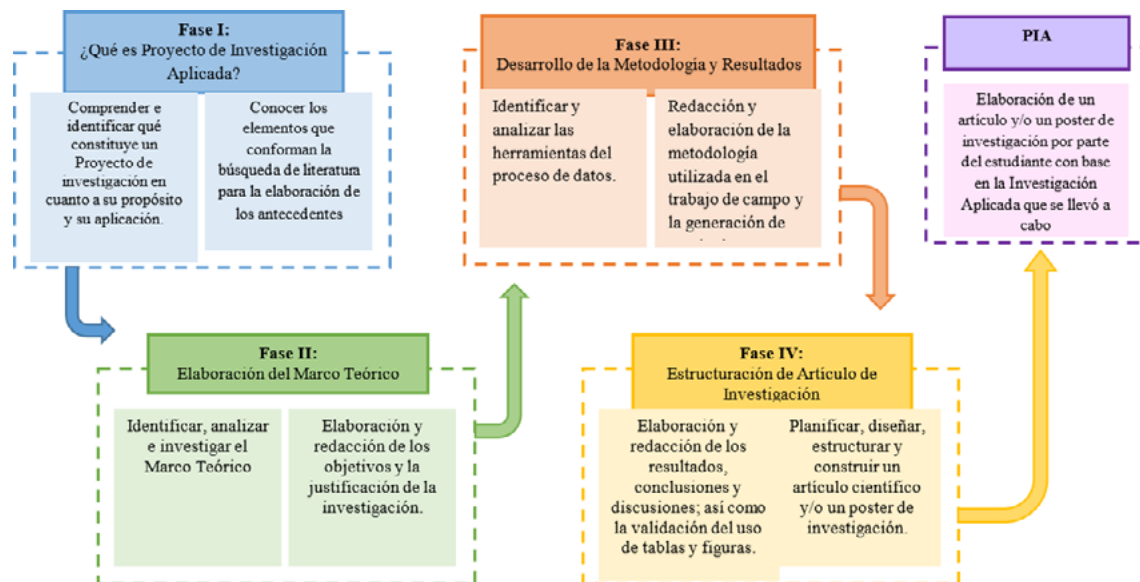 Fase I:
¿Qué es Proyecto de Investigación
Aplicada?
Comprender e
identificar qué
constituye un
Proyecto de
investigación en
cuanto a su propósito
y su aplicación.
Conocer los
elementos que
conforman la
búsqueda de literatura
para la elaboración de
los antecedentes
Fase II:
Elaboración del Marco Teórico
Identificar, analizar
e investigar el
Marco Teórico
Elaboración y
redacción de los
objetivos y la
justificación de la
investigación.
Fase III:
Desarrollo de la Metodología y Resultados
Identificar y
analizar las
herramientas del
proceso de datos.
Redacción y
elaboración de la
metodología
utilizada en el
trabajo de campo y
la generación de
Fase IV:
Estructuración de Artículo de
Investigación
Elaboración y
redacción de los
resultados,
conclusiones y
discusiones; así como
la validación del uso
de tablas y figuras.
Planificar, diseñar,
estructurar y
construir un
artículo científico
y/o un poster de
investigación.
PIA
Elaboración de un
artículo y/o un poster de
investigación por parte
del estudiante con base
en la Investigación
Aplicada que se llevó a
cabo